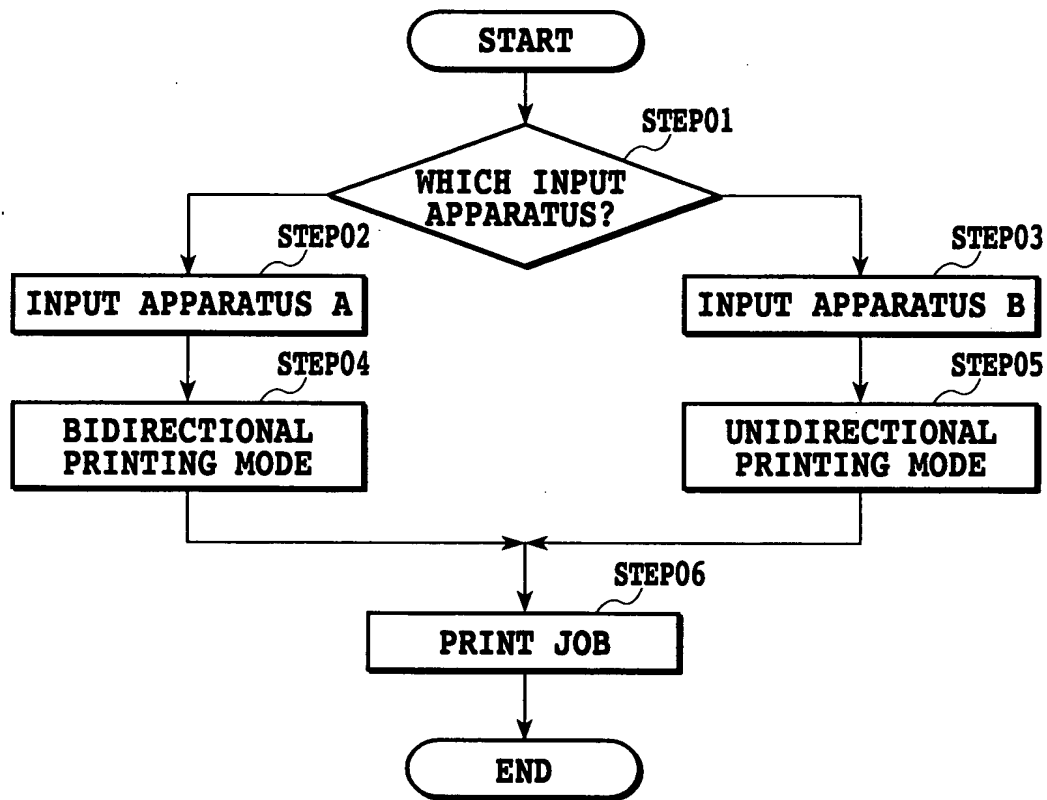 START
STEP01
WHICH INPUT
APPARATUS?
STEP02
INPUT APPARATUS A
STEP03
INPUT APPARATUS B
STEP04
BIDIRECTIONAL
PRINTING MODE
STEP05
UNIDIRECTIONAL
PRINTING MODE
STEP06
PRINT JOB
END